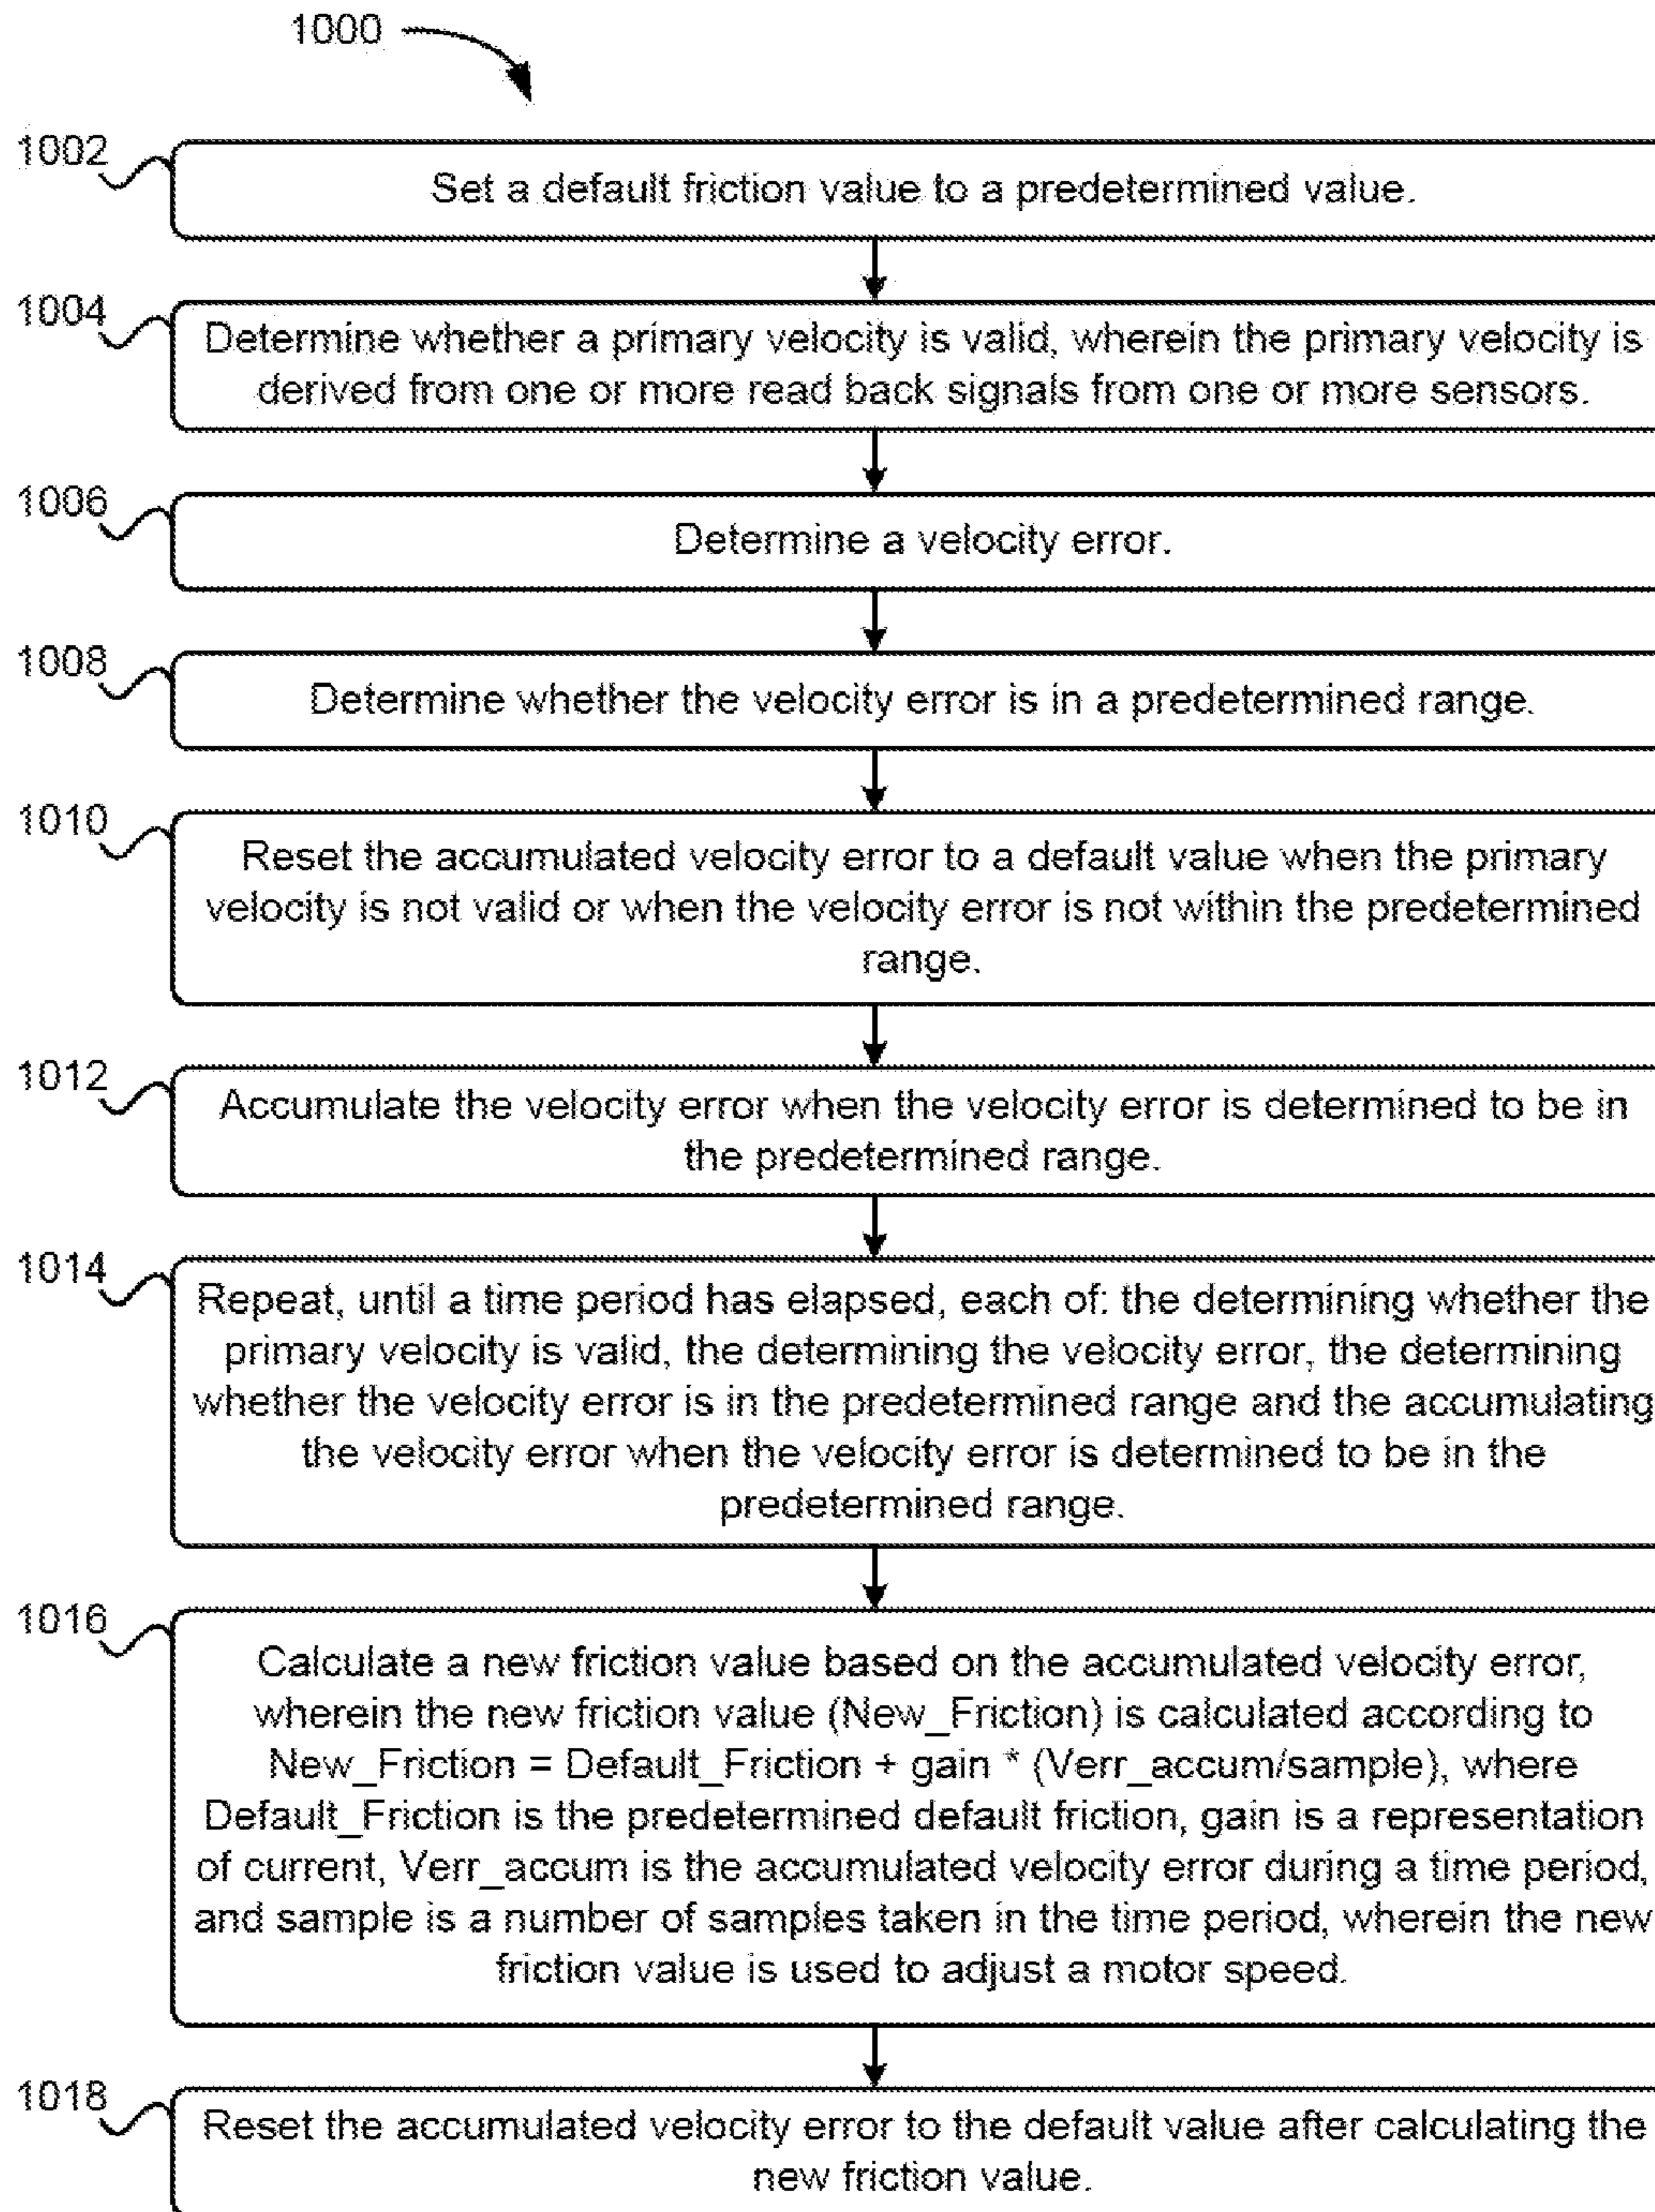 1000
1002
Set a default friction value to a predetermined value.
1004
Determine whether a primary velocity is valid, wherein the primary velocity is
derived from one or more read back signals from one or more sensors.
1006
Determine a velocity error.
1008
Determine whether the velocity error is in a predetermined range.
1010
Reset the accumulated velocity error to a default value when the primary
velocity is not valid or when the velocity error is not within the predetermined
range.
1012
Accumulate the velocity error when the velocity error is determined to be in
the predetermined range.
1014
Repeat, until a time period has elapsed, each of: the determining whether the
primary velocity is valid, the determining the velocity error, the determining
whether the velocity error is in the predetermined range and the accumulating
the velocity error when the velocity error is determined to be in the
predetermined range.
1016
Calculate a new friction value based on the accumulated velocity error,
wherein the new friction value (New_Friction) is calculated according to
New_Friction = Default_Friction + gain * (Verr_accum/sample), where
Default_Friction is the predetermined default friction, gain is a representation
of current, Verr_accum is the accumulated velocity error during a time period,
and sample is a number of samples taken in the time period, wherein the new
friction value is used to adjust a motor speed.
1018
Reset the accumulated velocity error to the default value after calculating the
new friction value.